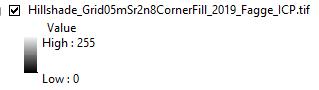 Hillshade_Grid05mSr2n8CornerFill_2019_Fagge_ICP.tif
Value
High : 255
Low : 0